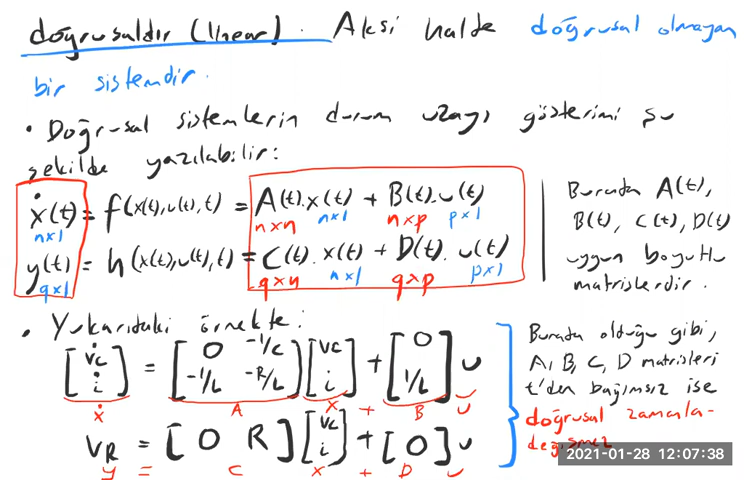 doğrusaldır (linear). Aksi halde doğrusal olmayan
bir sistemdir.
• Doğrusal sistemlerin durum uzayı gösterimi şu
şekilde yazılabilir:
ẋ(t) = f(x(t),u(t),t) = A(t).x(t) + B(t).u(t)
n×1 n×n n×1 n×p p×1
y(t) = h(x(t),u(t),t) = C(t).x(t) + D(t).u(t)
q×1 q×n n×1 q×p p×1
Burada A(t),
B(t), C(t), D(t)
uygun boyutlu
matrislerdir.
• Yukarıdaki örnekte:
[v̇c i̇] = [0 -1/C -1/L -R/L] [vc i] + [0 1/L] u
ẋ A x + B u
VR = [0 R] [vc i] + [0] u
y = C x + D u
Burada olduğu gibi,
A, B, C, D matrisleri
t'den bağımsız ise
doğrusal zamanla-
değişmez
2021-01-28 12:07:38